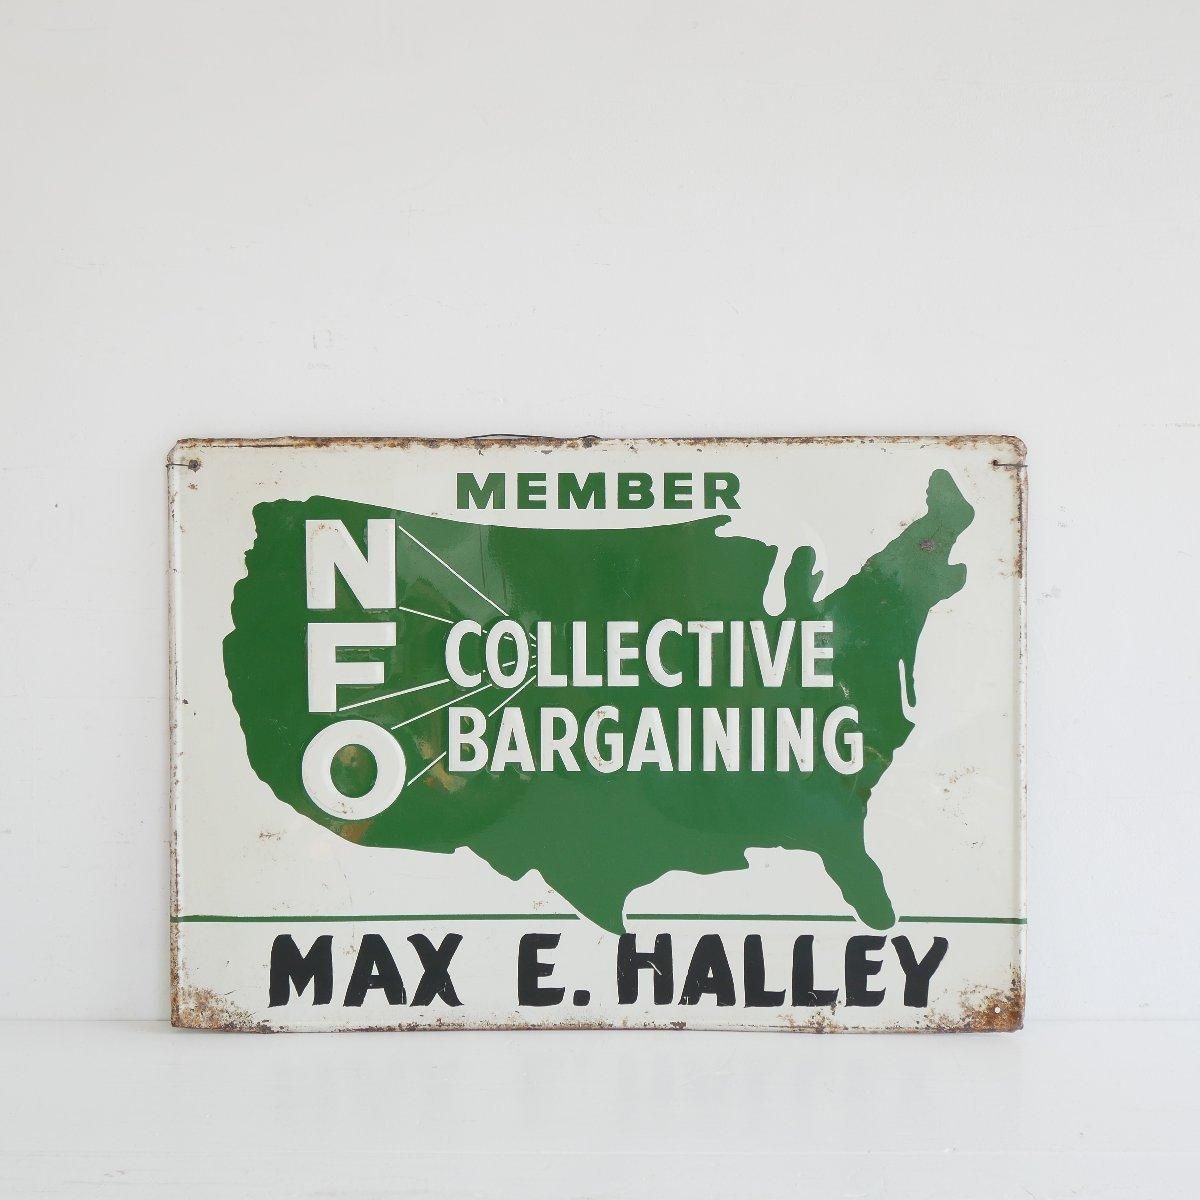 MEMBER
NFO
COLLECTIVE
BARGAINING
MAX E. HALLEY